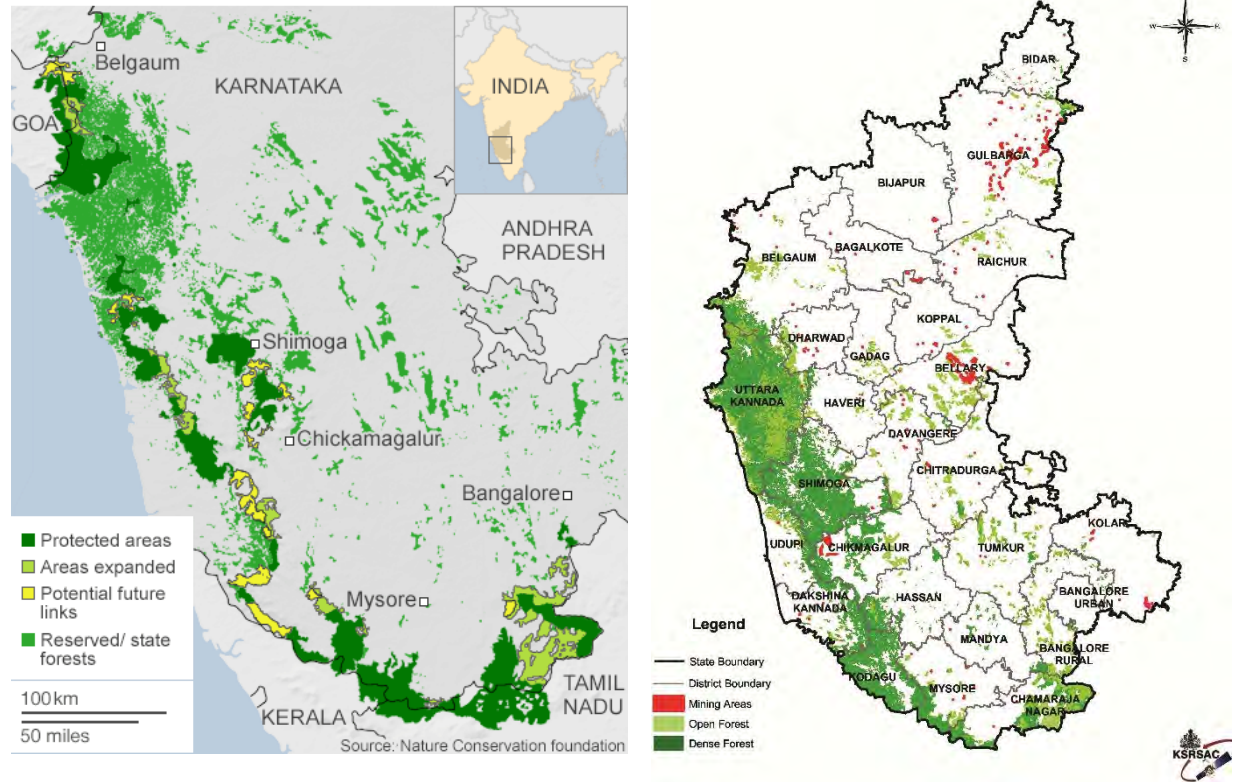 Belgaum
KARNATAKA
INDIA
GOA
ANDHRA
PRADESH
Shimoga
Chickamagalur
Bangalore
Mysore
TAMIL
NADU
KERALA
Protected areas
Areas expanded
Potential future
links
Reserved/ state
forests
100 km
50 miles
Source: Nature Conservation foundation
N
W
E
S
BIDAR
GULBARGA
BIJAPUR
BAGALKOTE
BELGAUM
RAICHUR
KOPPAL
DHARWAD
GADAG
BELLARY
UTTARA
KANNADA
HAVERI
DAVANGERE
CHITRADURGA
SHIMOGA
KOLAR
UDUPI
CHIKMAGALUR
TUMKUR
DAKSHINA
KANNADA
HASSAN
BANGALORE
URBAN
MANDYA
BANGALORE
RURAL
KODAGU
MYSORE
CHAMARAJA
NAGAR
Legend
State Boundary
District Boundary
Mining Areas
Open Forest
Dense Forest
KSRSAC